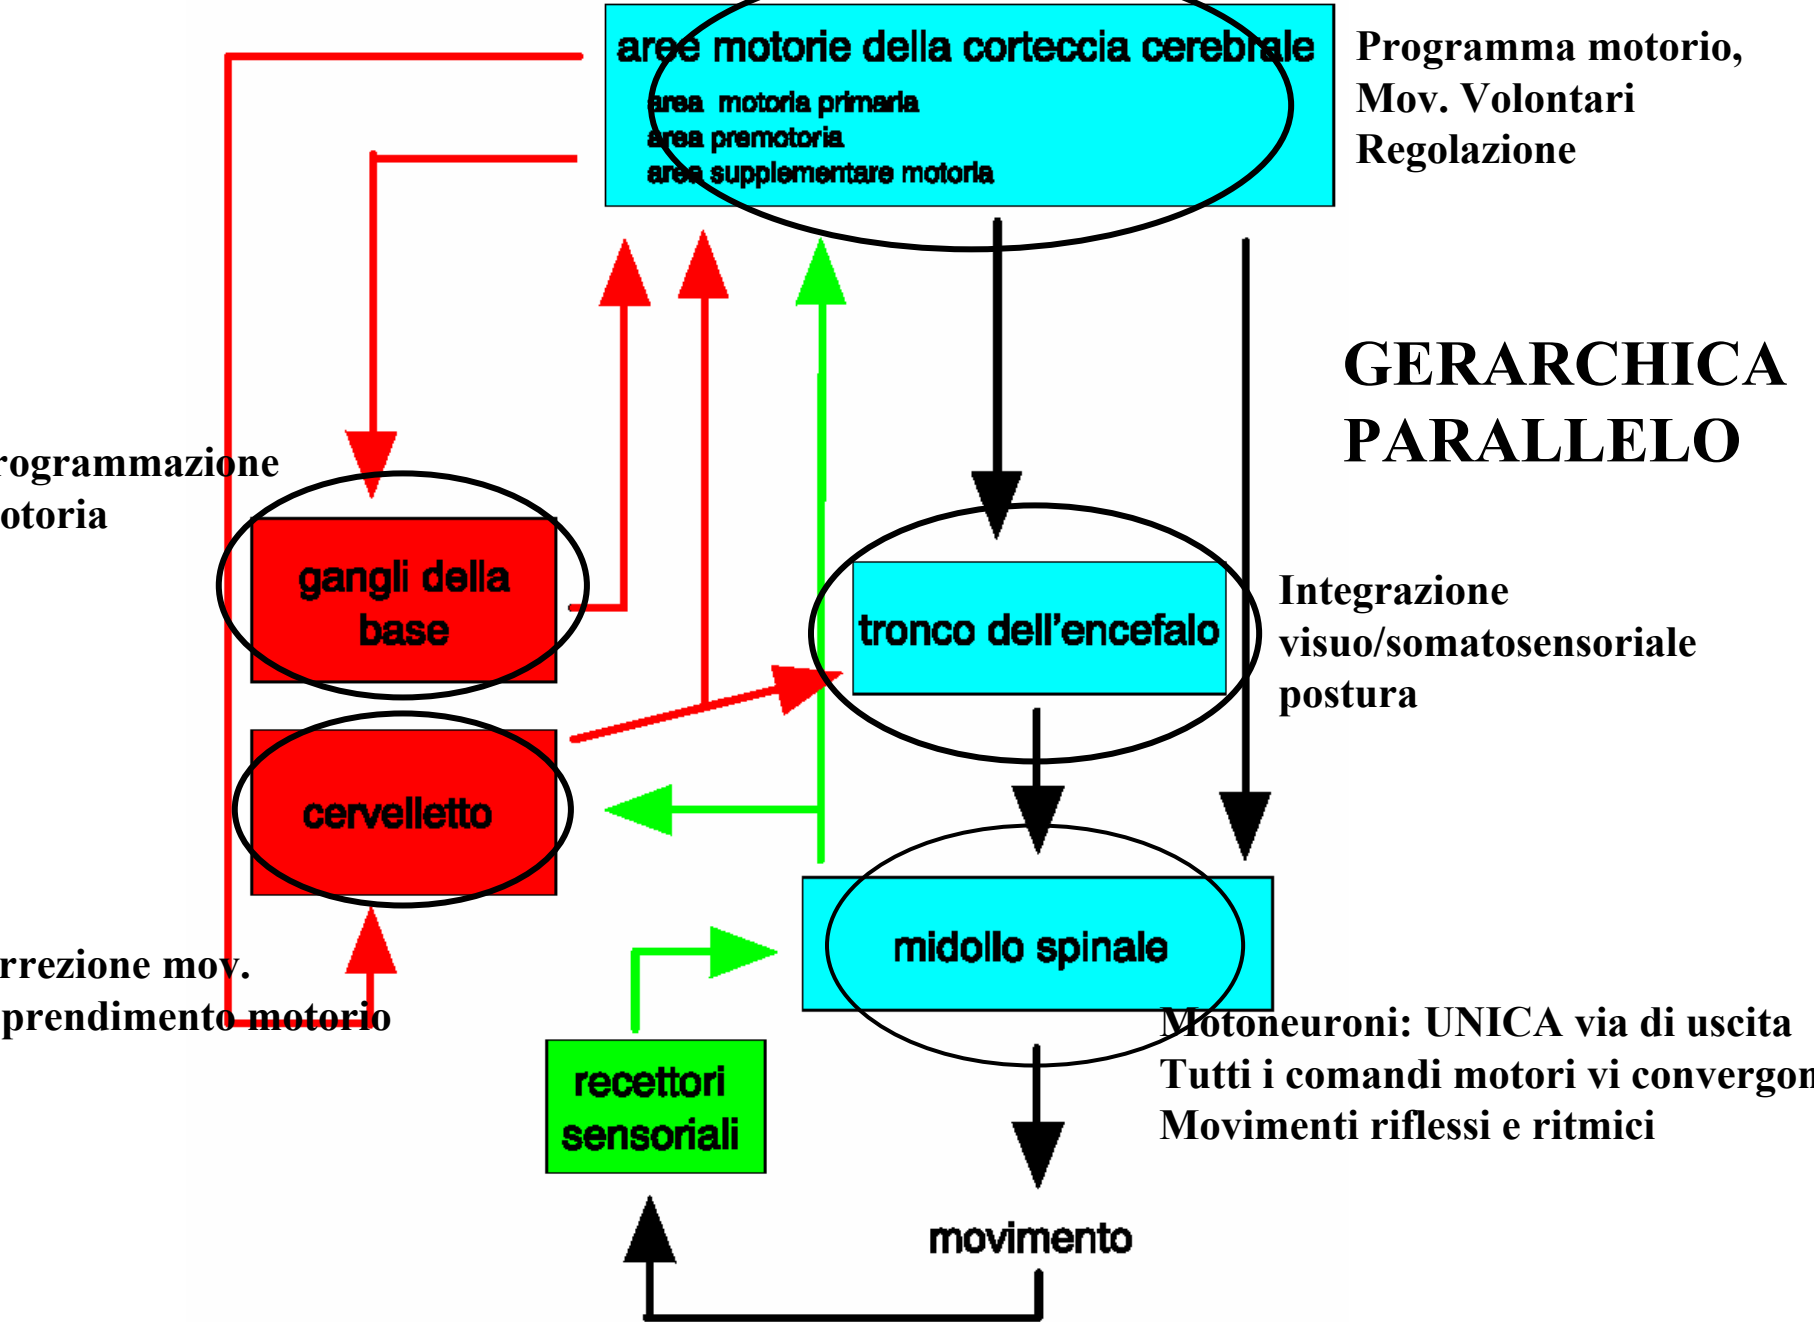 aree motorie della corteccia cerebrale
area motoria primaria
area premotoria
area supplementare motoria
Programma motorio,
Mov. Volontari
Regolazione
GERARCHICA
PARALLELO
rogrammazione
otoria
gangli della
base
tronco dell'encefalo
Integrazione
visuo/somatosensoriale
postura
cervelletto
rrezione mov.
prendimento motorio
midollo spinale
Motoneuroni: UNICA via di uscita
Tutti i comandi motori vi convergon
Movimenti riflessi e ritmici
recettori
sensoriali
movimento